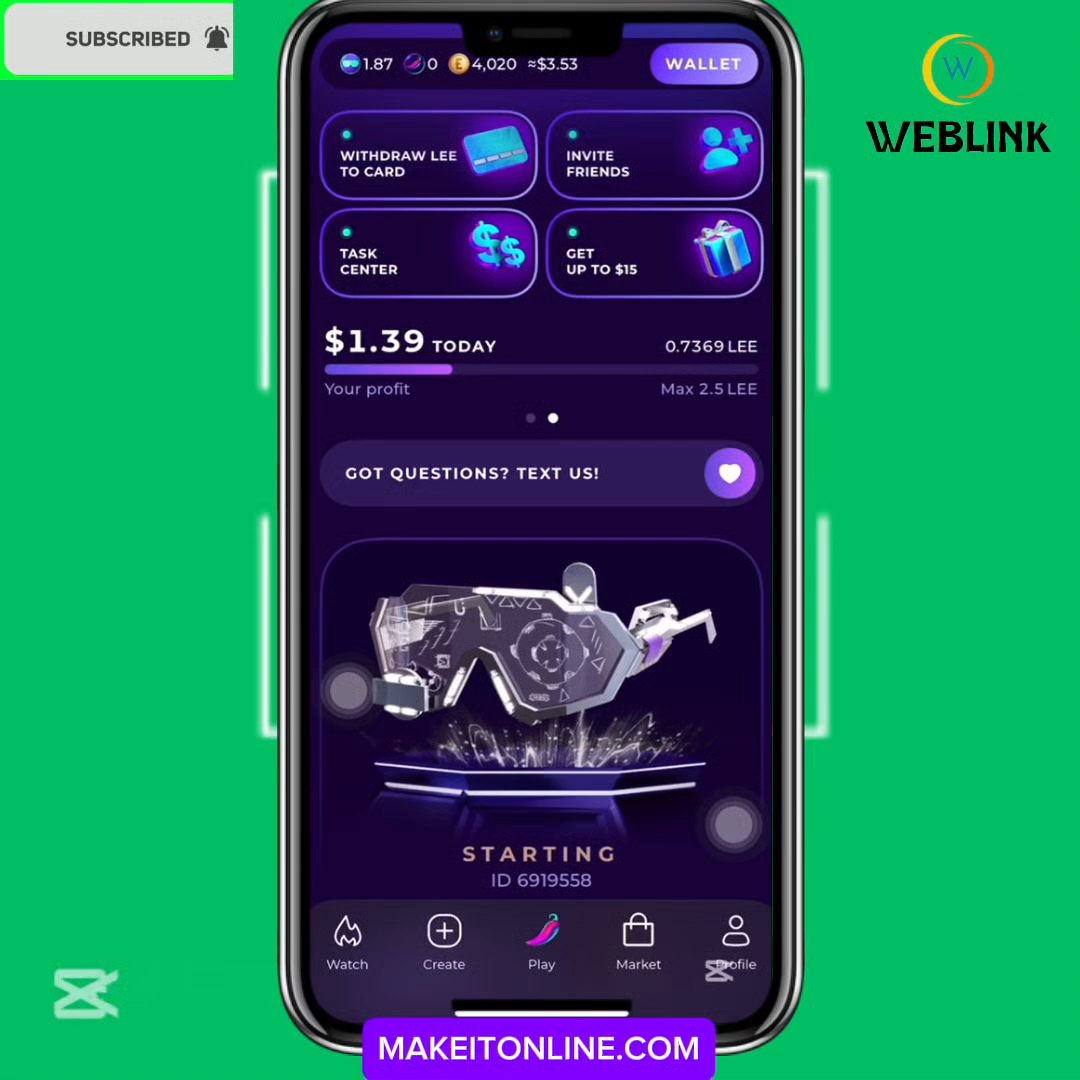 SUBSCRIBED
W
WEBLINK
1.87 0 E 4,020 ≈$3.53 WALLET
WITHDRAW LEE
TO CARD
INVITE
FRIENDS
TASK
CENTER
GET
UP TO $15
$1.39 TODAY 0.7369 LEE
Your profit Max 2.5 LEE
GOT QUESTIONS? TEXT US!
STARTING
ID 6919558
Watch Create Play Market Profile
MAKEITONLINE.COM